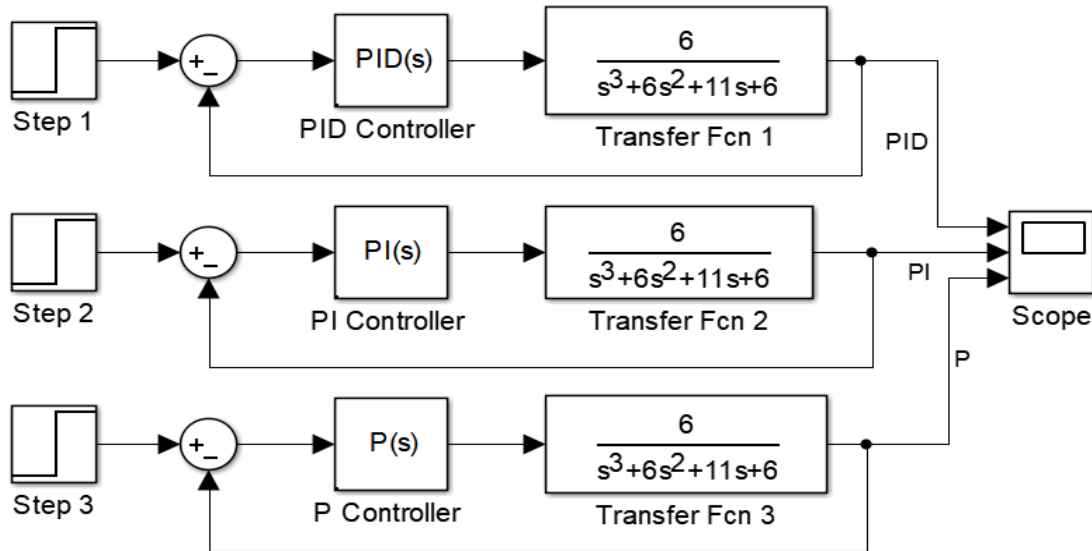 PID(s)
6
s³+6s²+11s+6
+
−
Step 1
PID Controller
Transfer Fcn 1
PID
PI(s)
6
s³+6s²+11s+6
+
−
PI
Step 2
PI Controller
Transfer Fcn 2
Scope
P
P(s)
6
s³+6s²+11s+6
+
−
Step 3
P Controller
Transfer Fcn 3